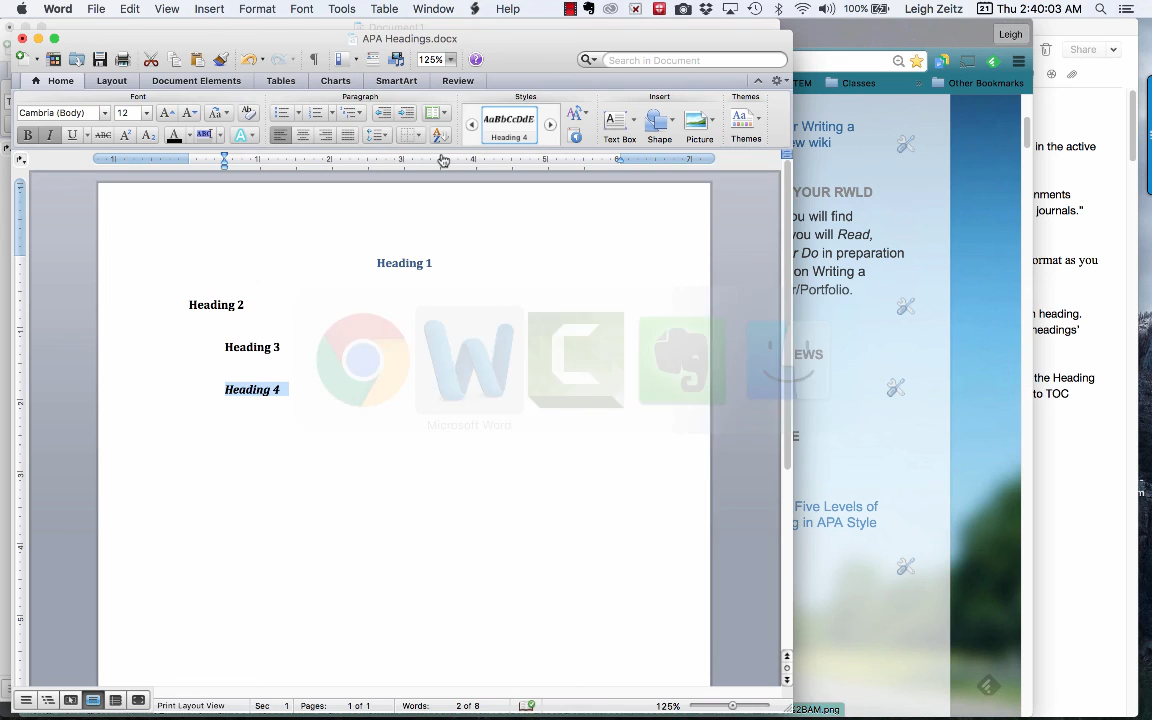 Word File Edit View Insert Format Font Tools Table Window Help 100% Thu 2:40:03 AM Leigh Zeitz
Document1
APA Headings.docx
Leigh
125%
Search in Document
Share
Home Layout Document Elements Tables Charts SmartArt Review
TEM Classes Other Bookmarks
Font Paragraph Styles Insert Themes
Cambria (Body) 12
AaBbCcDdE
Heading 4
Text Box Shape Picture Themes
r Writing a
ew wiki
in the active
YOUR RWLD
ou will find
you will Read,
r Do in preparation
on Writing a
r/Portfolio.
nments
journals."
ormat as you
n heading.
eadings'
the Heading
to TOC
Heading 1
Heading 2
Heading 3
Heading 4
EWS
E
Microsoft Word
Five Levels of
g in APA Style
Print Layout View Sec 1 Pages: 1 of 1 Words: 2 of 8 125%
62BAM.png